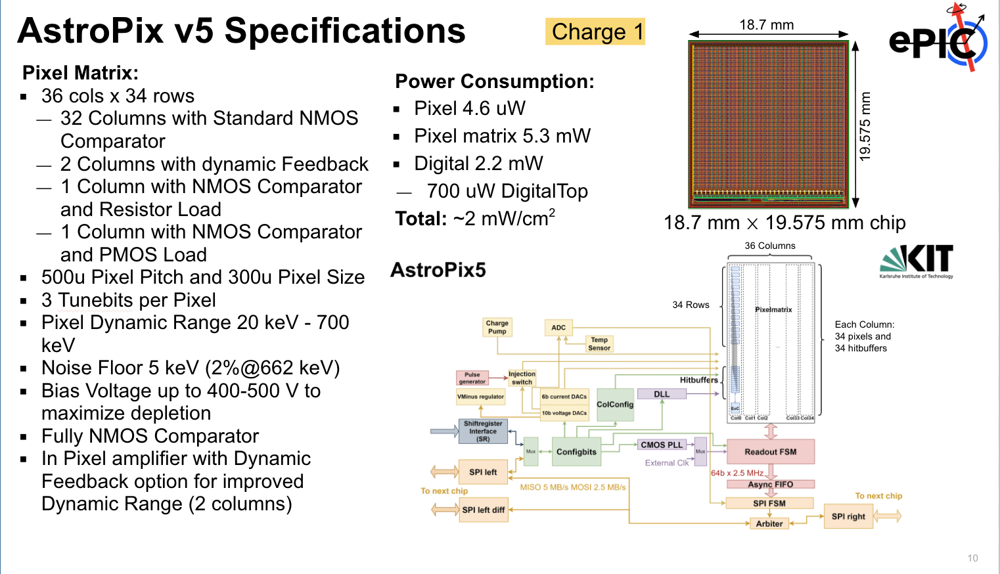 AstroPix v5 Specifications
Charge 1
ePIC
Pixel Matrix:
▪ 36 cols x 34 rows
— 32 Columns with Standard NMOS
Comparator
— 2 Columns with dynamic Feedback
— 1 Column with NMOS Comparator
and Resistor Load
— 1 Column with NMOS Comparator
and PMOS Load
▪ 500u Pixel Pitch and 300u Pixel Size
▪ 3 Tunebits per Pixel
▪ Pixel Dynamic Range 20 keV - 700
keV
▪ Noise Floor 5 keV (2%@662 keV)
▪ Bias Voltage up to 400-500 V to
maximize depletion
▪ Fully NMOS Comparator
▪ In Pixel amplifier with Dynamic
Feedback option for improved
Dynamic Range (2 columns)
Power Consumption:
▪ Pixel 4.6 uW
▪ Pixel matrix 5.3 mW
▪ Digital 2.2 mW
— 700 uW DigitalTop
Total: ~2 mW/cm²
18.7 mm
19.575 mm
18.7 mm × 19.575 mm chip
KIT
Karlsruhe Institute of Technology
AstroPix5
36 Columns
34 Rows
Pixelmatrix
...
Each Column:
34 pixels and
34 hitbuffers
Hitbuffers
EoC
Col0 Col1 Col2 Col33 Col34
Charge
Pump
ADC
Temp
Sensor
Pulse
generator
Injection
switch
VMinus regulator
6b current DACs
10b voltage DACs
ColConfig
DLL
Shiftregister
Interface
(SR)
Mux
Configbits
CMOS PLL
Mux
External Clk
Readout FSM
64b x 2.5 MHz
Async FIFO
SPI FSM
Arbiter
SPI left
MISO 5 MB/s MOSI 2.5 MB/s
To next chip
SPI left diff
To next chip
SPI right
10